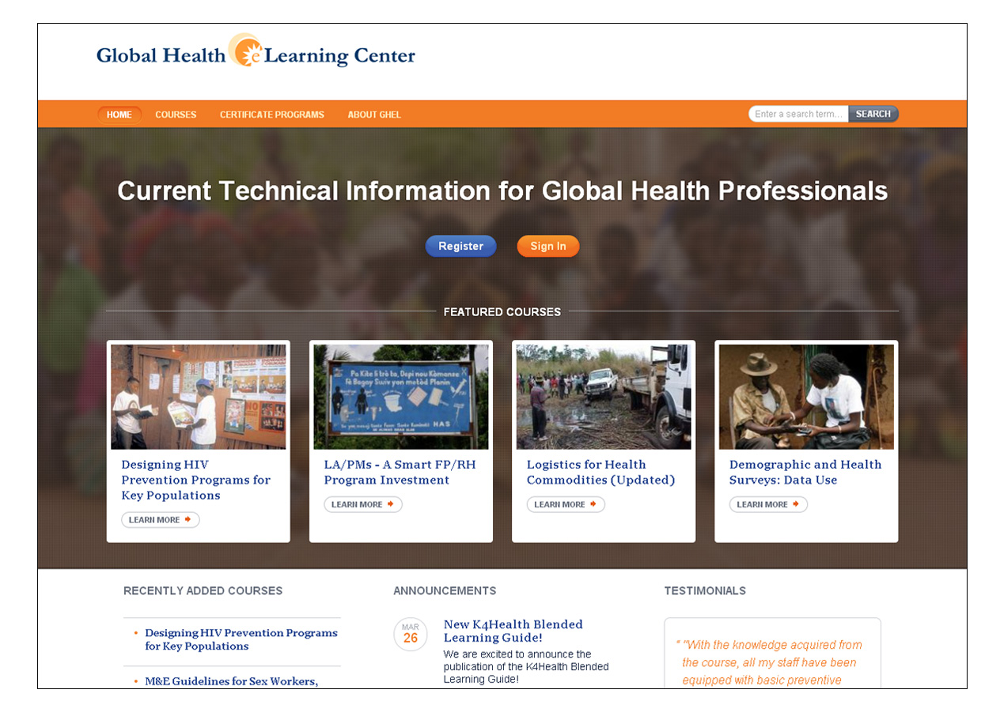 Global Health eLearning Center
HOME COURSES CERTIFICATE PROGRAMS ABOUT GHEL Enter a search term... SEARCH
Current Technical Information for Global Health Professionals
Register Sign In
FEATURED COURSES
Pa Kite li trò ta, Depi nou Kòmanse
Fè Bagay Suiv yon metòd Planin
HAS
Designing HIV
Prevention Programs for
Key Populations
LEARN MORE
LA/PMs - A Smart FP/RH
Program Investment
LEARN MORE
Logistics for Health
Commodities (Updated)
LEARN MORE
Demographic and Health
Surveys: Data Use
LEARN MORE
RECENTLY ADDED COURSES
• Designing HIV Prevention Programs
for Key Populations
• M&E Guidelines for Sex Workers,
ANNOUNCEMENTS
MAR
26
New K4Health Blended
Learning Guide!
We are excited to announce the
publication of the K4Health Blended
Learning Guide!
TESTIMONIALS
* "With the knowledge acquired from
the course, all my staff have been
equipped with basic preventive